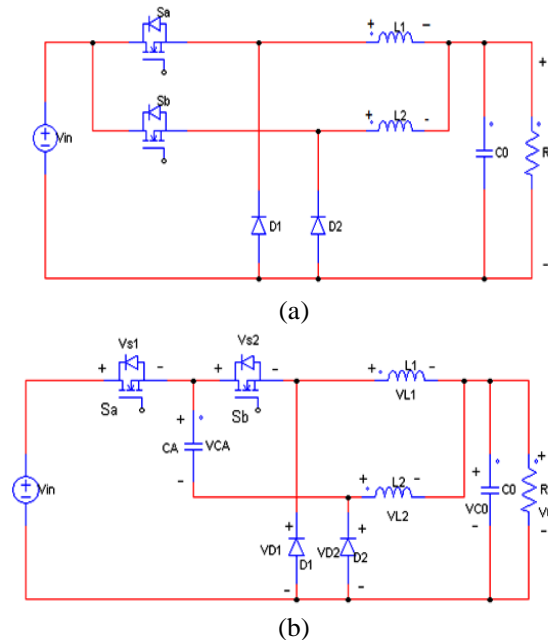 Sa
L1
+ -
Sb
L2
+ -
Vin
+
C0
R
D1
D2
-
(a)
Vs1
Vs2
+ - + -
L1
+ -
Sa
Sb
VL1
+
CA
VCA
-
L2
+ -
VL2
Vin
+
C0
VC0
-
+
R
-
+
VD1
D1
-
+
VD2
D2
-
(b)